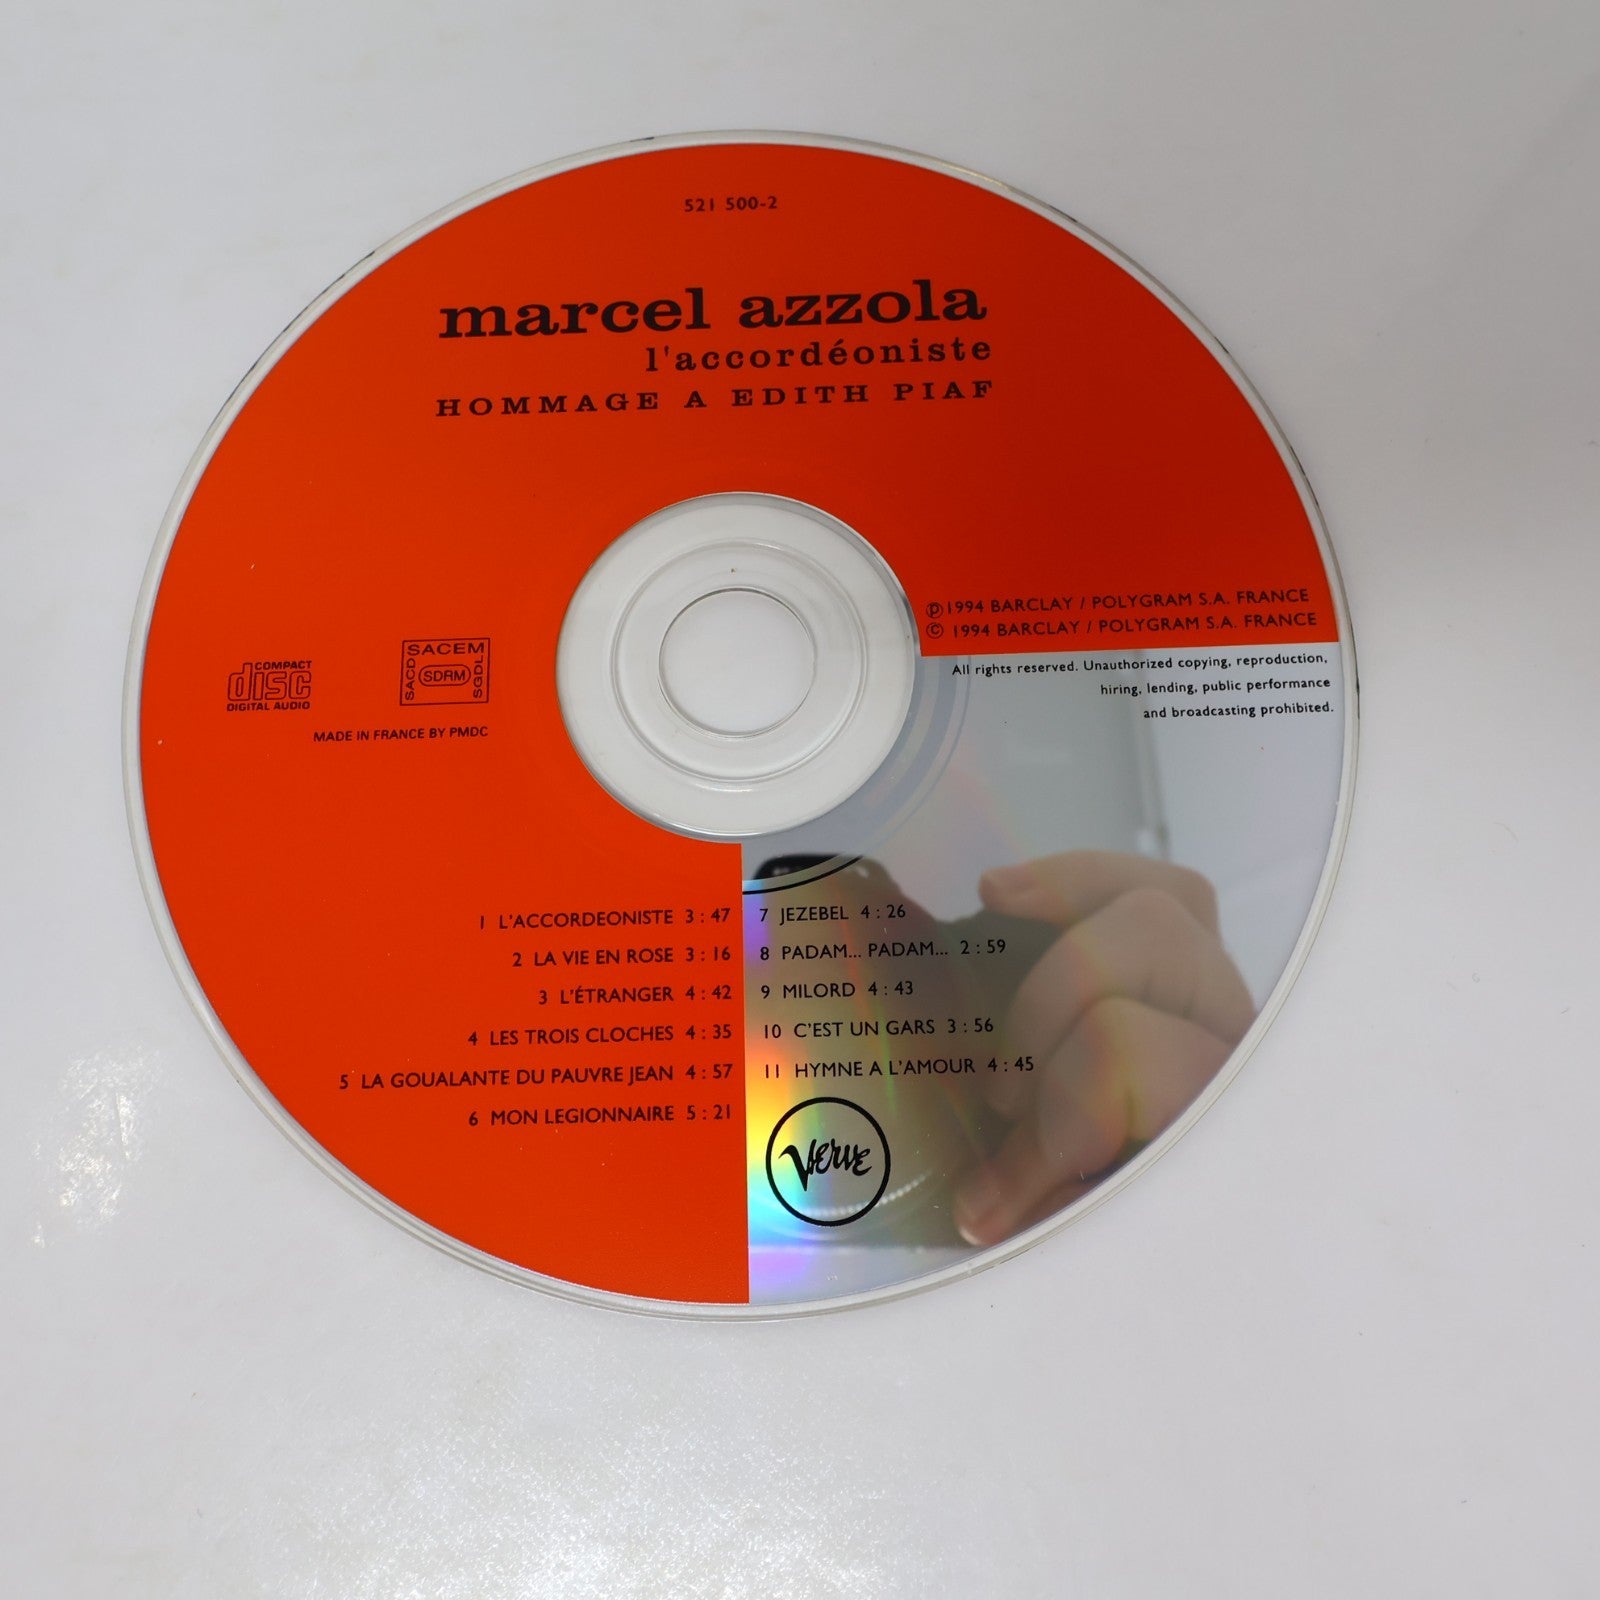 521 500-2
marcel azzola
l'accordéoniste
HOMMAGE A EDITH PIAF
℗1994 BARCLAY / POLYGRAM S.A. FRANCE
© 1994 BARCLAY / POLYGRAM S.A. FRANCE
All rights reserved. Unauthorized copying, reproduction,
hiring, lending, public performance
and broadcasting prohibited.
COMPACT
disc
DIGITAL AUDIO
SACEM
SACD
SDRM
SGDL
MADE IN FRANCE BY PMDC
1 L'ACCORDEONISTE 3 : 47
2 LA VIE EN ROSE 3 : 16
3 L'ÉTRANGER 4 : 42
4 LES TROIS CLOCHES 4 : 35
5 LA GOUALANTE DU PAUVRE JEAN 4 : 57
6 MON LEGIONNAIRE 5 : 21
7 JEZEBEL 4 : 26
8 PADAM... PADAM... 2 : 59
9 MILORD 4 : 43
10 C'EST UN GARS 3 : 56
11 HYMNE A L'AMOUR 4 : 45
Verve